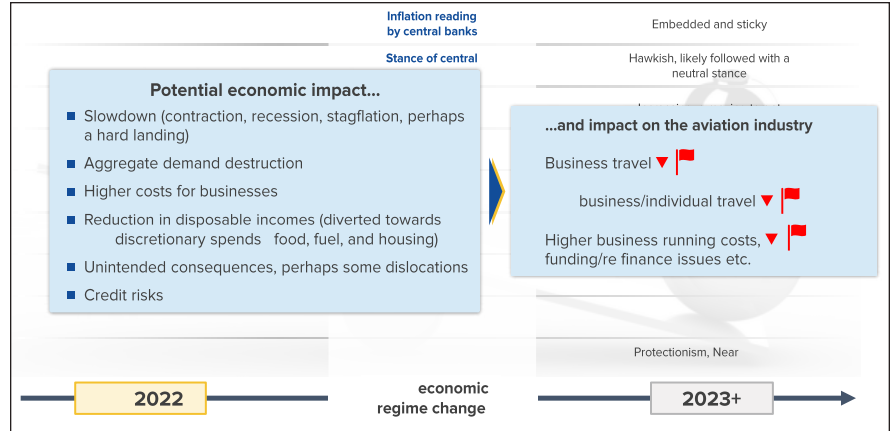 Inflation reading
by central banks
Embedded and sticky
Stance of central
Hawkish, likely followed with a
neutral stance
Potential economic impact...
Slowdown (contraction, recession, stagflation, perhaps
a hard landing)
Aggregate demand destruction
Higher costs for businesses
Reduction in disposable incomes (diverted towards
discretionary spends food, fuel, and housing)
Unintended consequences, perhaps some dislocations
Credit risks
...and impact on the aviation industry
Business travel
business/individual travel
Higher business running costs,
funding/re finance issues etc.
Protectionism, Near
2022
economic
regime change
2023+